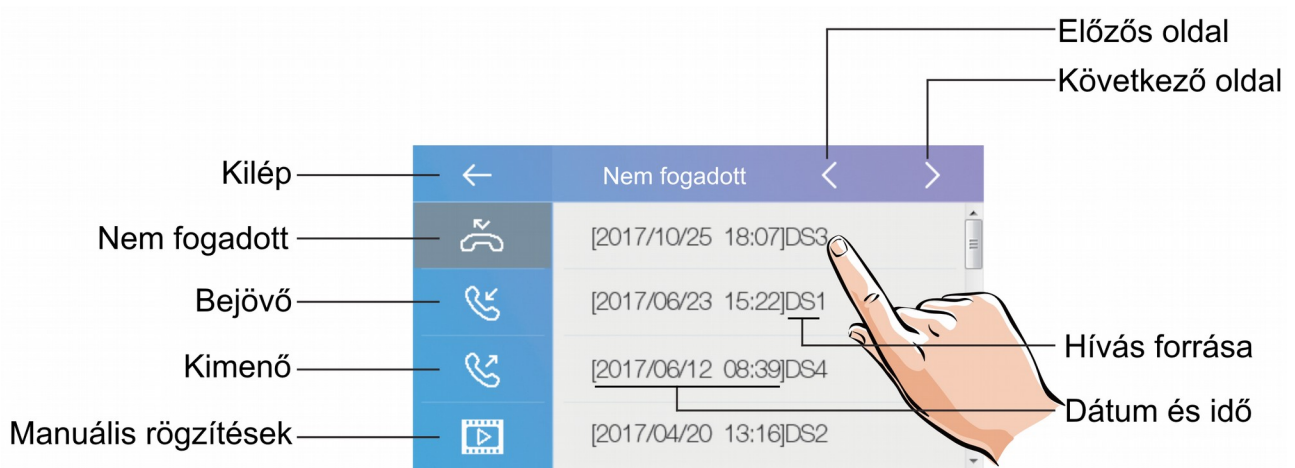 Előzős oldal
Következő oldal
Kilép
Nem fogadott
Nem fogadott
[2017/10/25 18:07]DS3
Bejövő
[2017/06/23 15:22]DS1
Hívás forrása
Kimenő
[2017/06/12 08:39]DS4
Dátum és idő
Manuális rögzítések
[2017/04/20 13:16]DS2